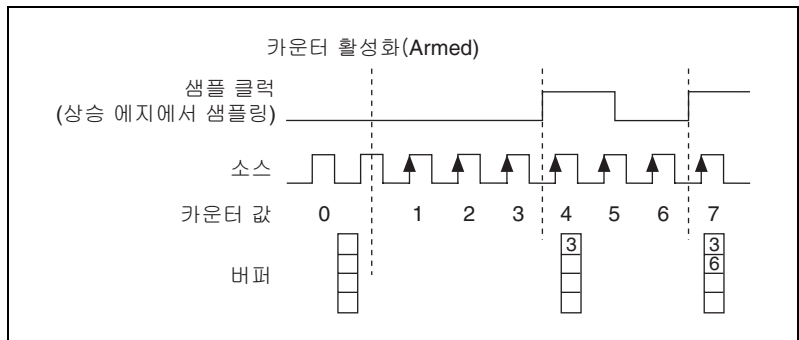 카운터 활성화(Armed)
샘플 클럭
(상승 에지에서 샘플링)
소스
카운터 값 0 1 2 3 4 5 6 7
버퍼
3 3
6